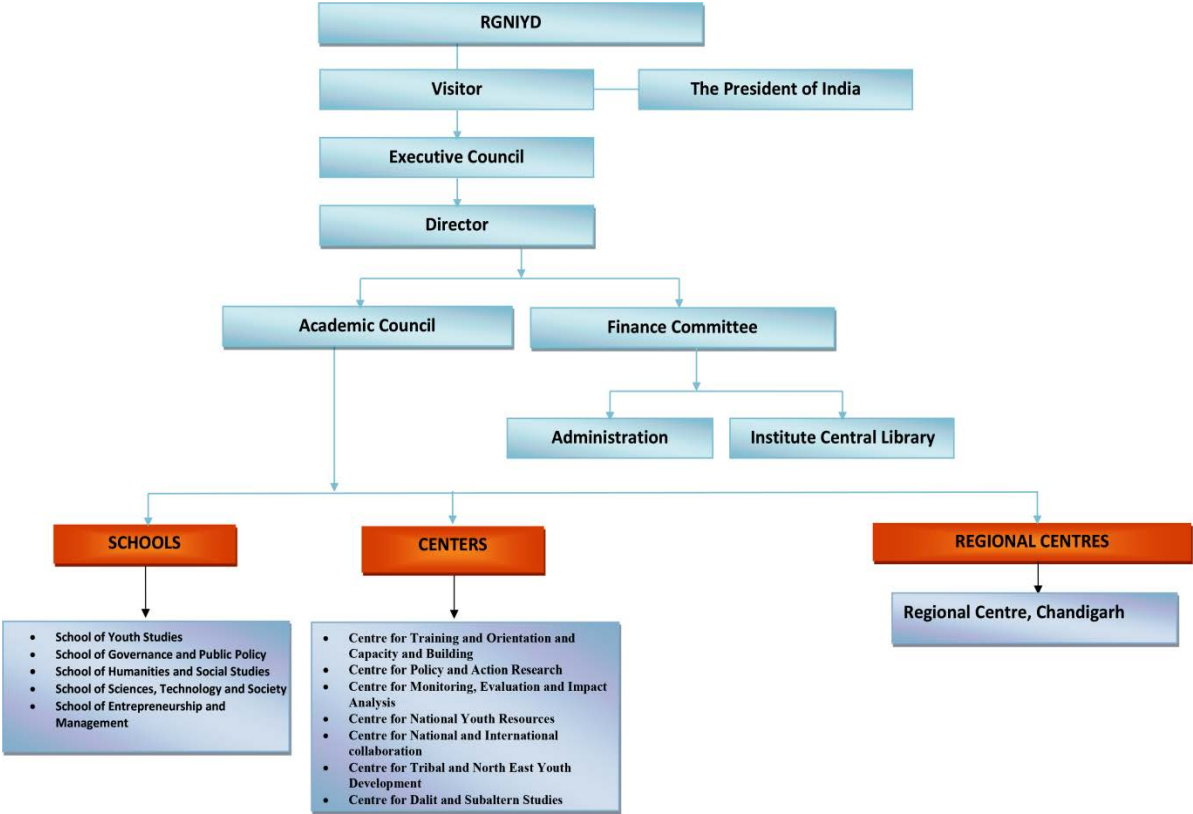 RGNIYD
Visitor
The President of India
Executive Council
Director
Academic Council
Finance Committee
Administration
Institute Central Library
SCHOOLS
CENTERS
REGIONAL CENTRES
• School of Youth Studies
• School of Governance and Public Policy
• School of Humanities and Social Studies
• School of Sciences, Technology and Society
• School of Entrepreneurship and
Management
• Centre for Training and Orientation and
Capacity and Building
• Centre for Policy and Action Research
• Centre for Monitoring, Evaluation and Impact
Analysis
• Centre for National Youth Resources
• Centre for National and International
collaboration
• Centre for Tribal and North East Youth
Development
• Centre for Dalit and Subaltern Studies
Regional Centre, Chandigarh